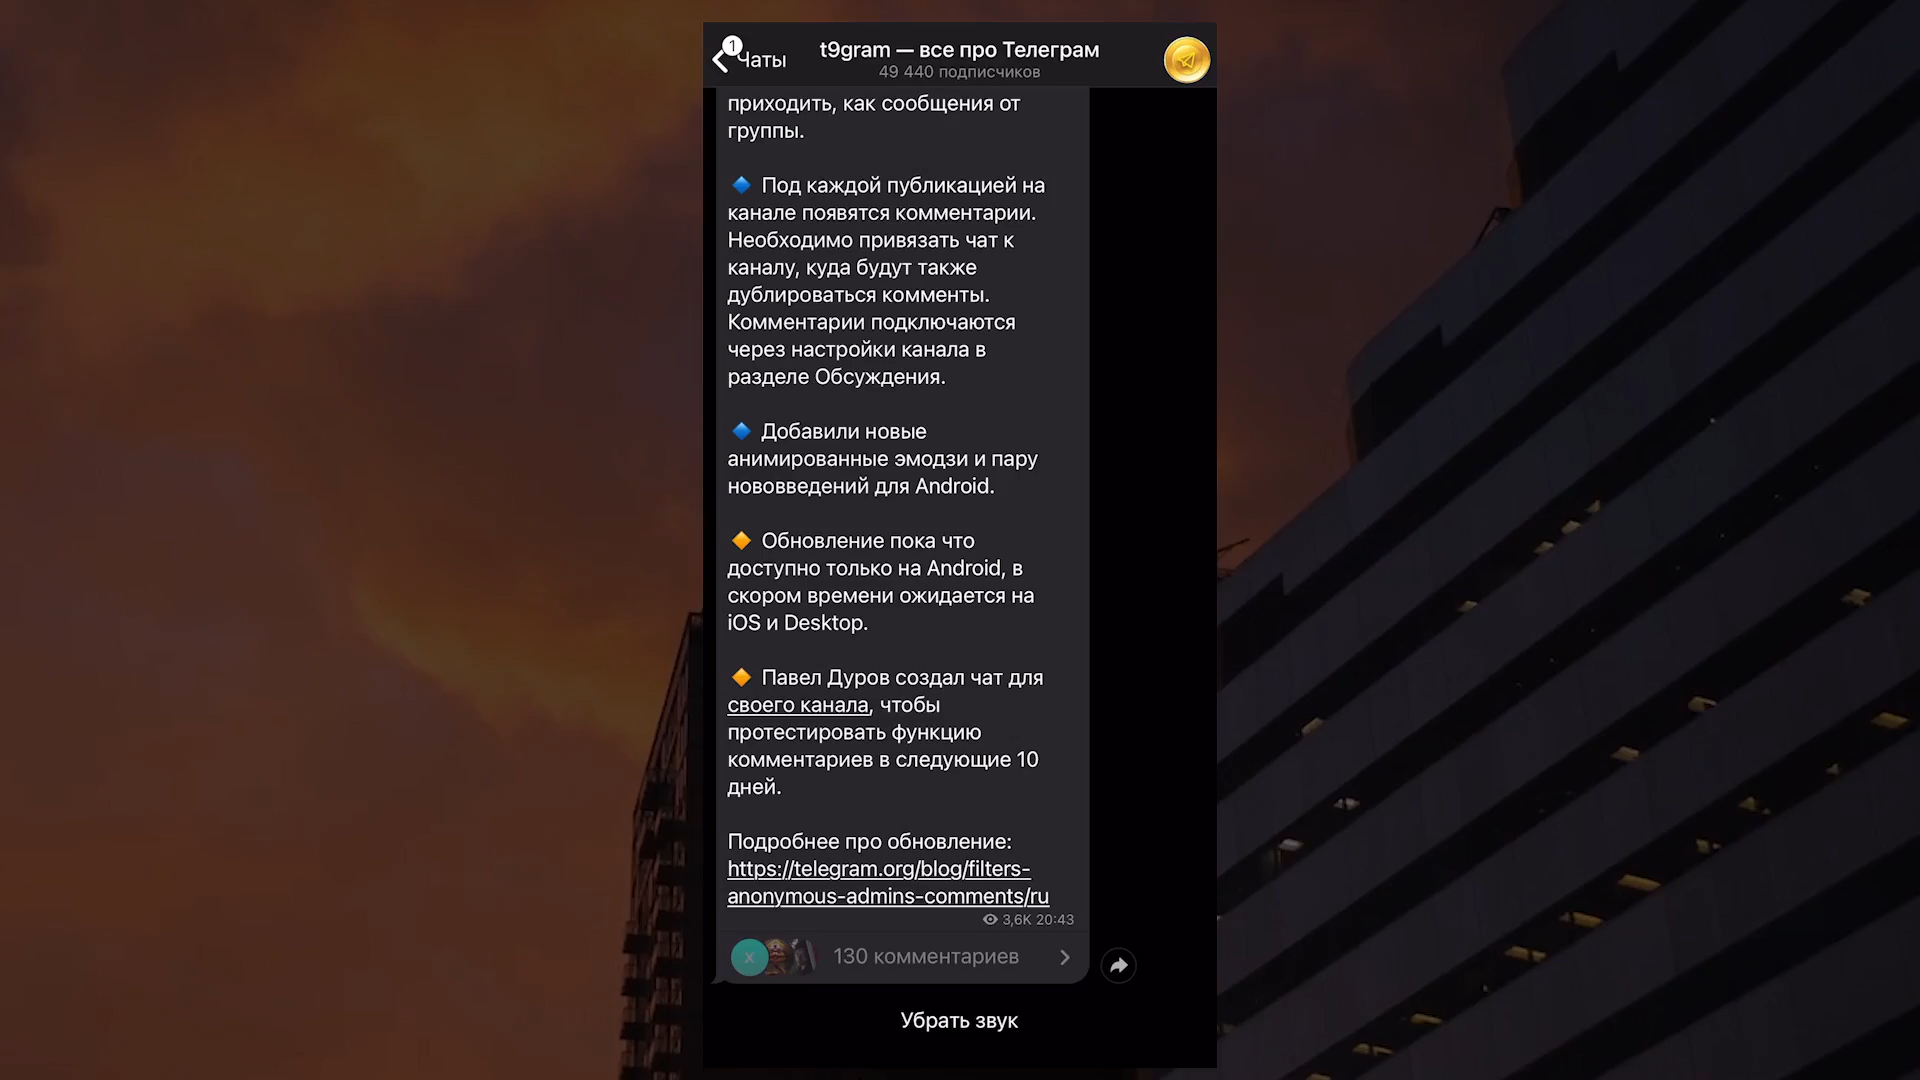 1
Чаты
t9gram — все про Телеграм
49 440 подписчиков
приходить, как сообщения от
группы.
🔷 Под каждой публикацией на
канале появятся комментарии.
Необходимо привязать чат к
каналу, куда будут также
дублироваться комменты.
Комментарии подключаются
через настройки канала в
разделе Обсуждения.
🔷 Добавили новые
анимированные эмодзи и пару
нововведений для Android.
🔶 Обновление пока что
доступно только на Android, в
скором времени ожидается на
iOS и Desktop.
🔶 Павел Дуров создал чат для
своего канала, чтобы
протестировать функцию
комментариев в следующие 10
дней.
Подробнее про обновление:
https://telegram.org/blog/filters-
anonymous-admins-comments/ru
3,6K 20:43
X
130 комментариев
Убрать звук